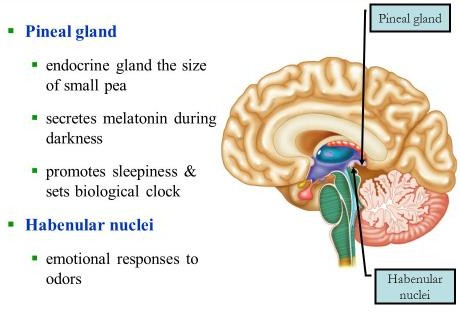 Pineal gland
endocrine gland the size
of small pea
secretes melatonin during
darkness
promotes sleepiness &
sets biological clock
Habenular nuclei
emotional responses to
odors
Pineal gland
Habenular
nuclei